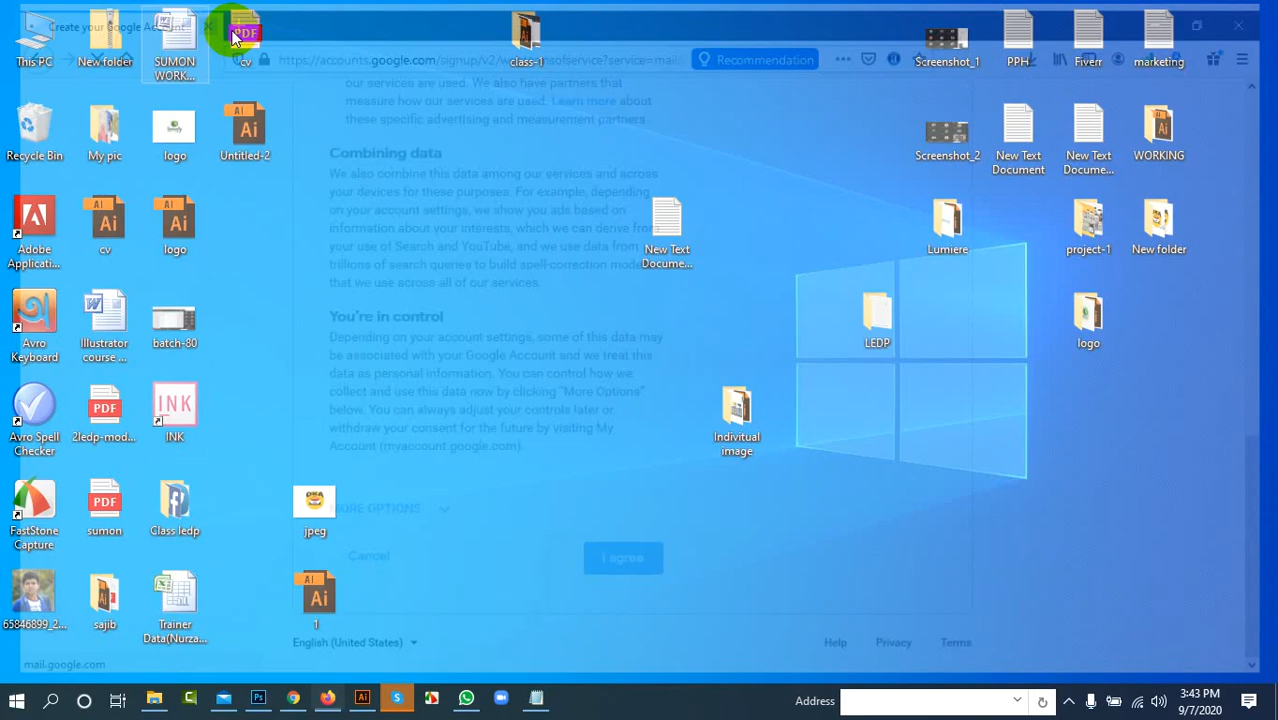 Create your Google Account
https://accounts.google.com/signup/v2/
service=mail
Recommendation
our services are used. We also have partners that
measure how our services are used. Learn more about
these specific advertising and measurement partners
Combining data
We also combine this data among our services and across
your devices for these purposes. For example, depending
on your account settings, we show you ads based on
information about your interests, which we can derive from
your use of Search and YouTube, and we use data from
trillions of search queries to build spell-correction models
that we use across all of our services.
You're in control
Depending on your account settings, some of this data may
be associated with your Google Account and we treat this
data as personal information. You can control how we
collect and use this data now by clicking "More Options"
below. You can always adjust your controls later or
withdraw your consent for the future by visiting My
Account (myaccount.google.com).
MORE OPTIONS
Cancel
I agree
English (United States)
Help
Privacy
Terms
mail.google.com
This PC
New folder
SUMON
WORK...
PDF
cv
class-1
Screenshot_1
PPH
Fiverr
marketing
Recycle Bin
My pic
logo
Ai
Untitled-2
Screenshot_2
New Text
Document
New Text
Docume...
WORKING
Adobe
Applicati...
Ai
cv
Ai
logo
New Text
Docume...
Lumiere
project-1
New folder
Avro
Keyboard
Illustrator
course ...
batch-80
LEDP
logo
Avro Spell
Checker
PDF
2ledp-mod...
INK
INK
Indivitual
image
FastStone
Capture
PDF
sumon
Class ledp
jpeg
65846899_2...
sajib
Trainer
Data(Nurza...
Ai
1
Address
3:43 PM
9/7/2020